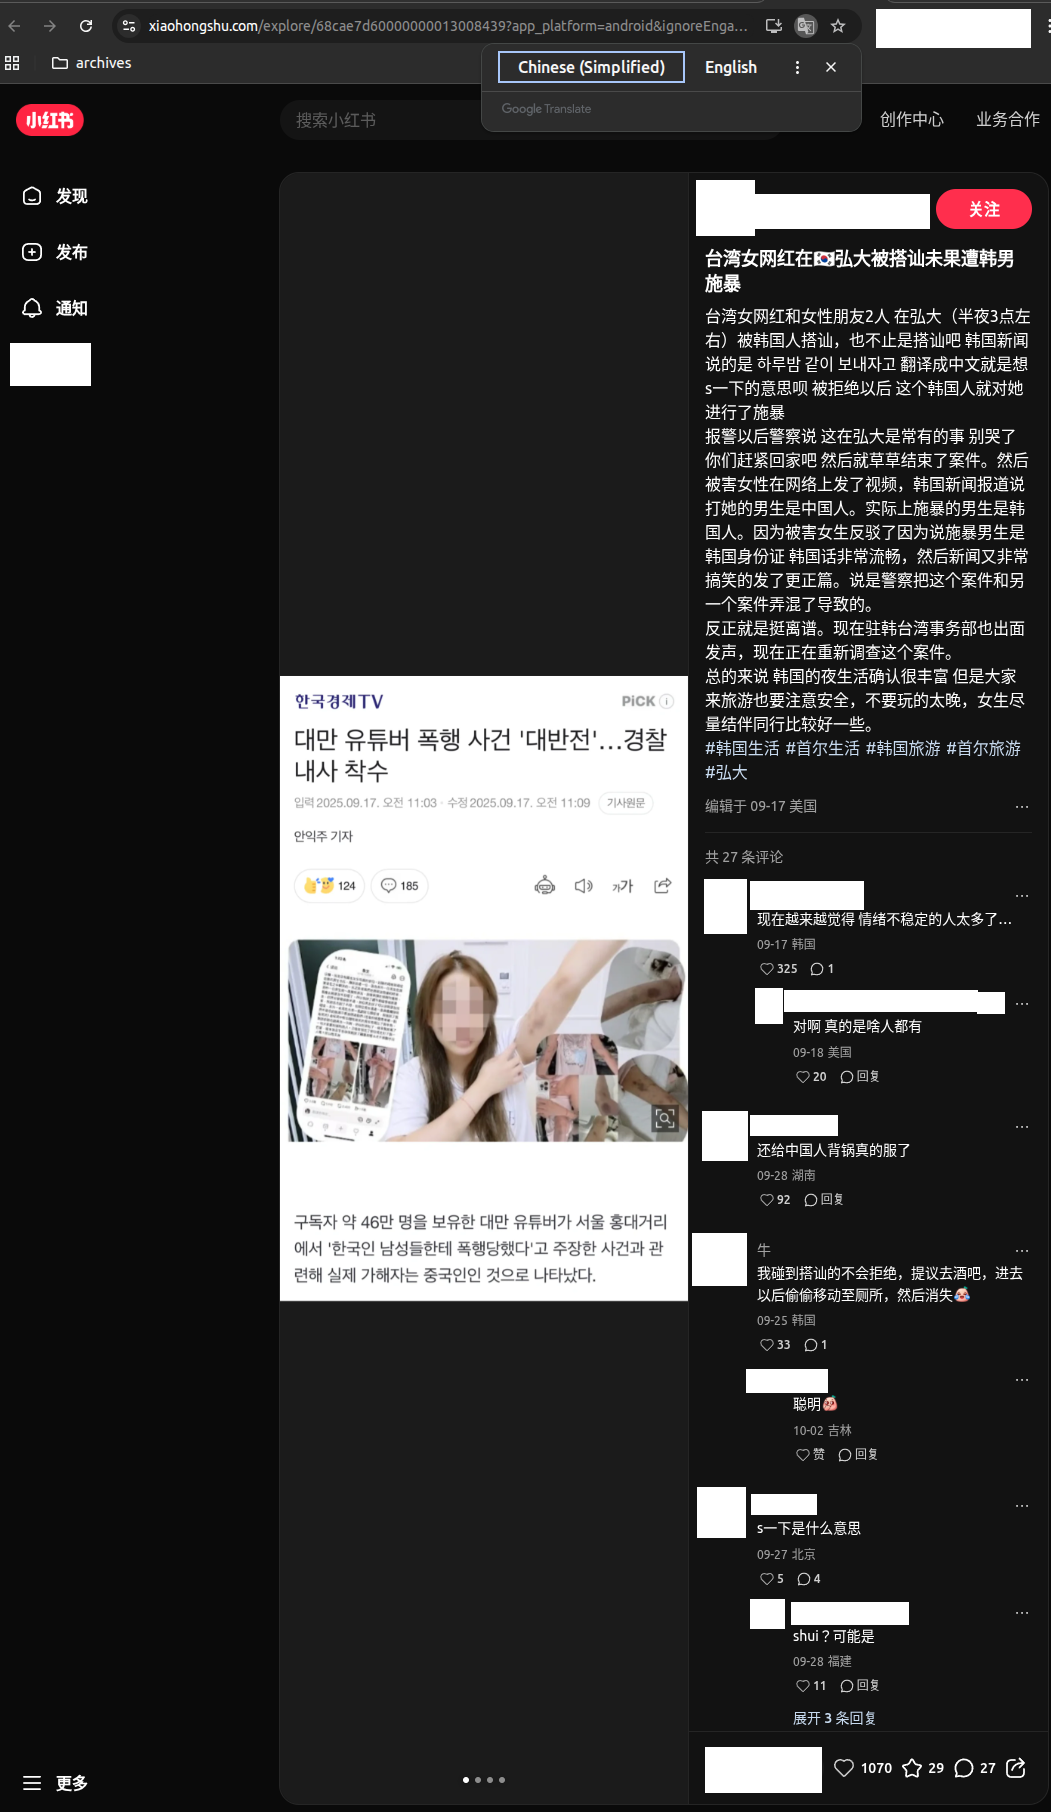 xiaohongshu.com/explore/68cae7d60000000013008439?app_platform=android&ignoreEnga…
archives
Chinese (Simplified)
English
Google Translate
小红书
搜索小红书
创作中心
业务合作
发现
发布
通知
更多
한국경제TV
PiCK
대만 유튜버 폭행 사건 '대반전'…경찰
내사 착수
입력 2025.09.17. 오전 11:03 · 수정 2025.09.17. 오전 11:09 기사원문
안익주 기자
124
185
가가
구독자 약 46만 명을 보유한 대만 유튜버가 서울 홍대거리
에서 '한국인 남성들한테 폭행당했다'고 주장한 사건과 관
련해 실제 가해자는 중국인인 것으로 나타났다.
关注
台湾女网红在🇰🇷弘大被搭讪未果遭韩男
施暴
台湾女网红和女性朋友2人 在弘大（半夜3点左
右）被韩国人搭讪，也不止是搭讪吧 韩国新闻
说的是 하루밤 같이 보내자고 翻译成中文就是想
s一下的意思呗 被拒绝以后 这个韩国人就对她
进行了施暴
报警以后警察说 这在弘大是常有的事 别哭了
你们赶紧回家吧 然后就草草结束了案件。然后
被害女性在网络上发了视频，韩国新闻报道说
打她的男生是中国人。实际上施暴的男生是韩
国人。因为被害女生反驳了因为说施暴男生是
韩国身份证 韩国话非常流畅，然后新闻又非常
搞笑的发了更正篇。说是警察把这个案件和另
一个案件弄混了导致的。
反正就是挺离谱。现在驻韩台湾事务部也出面
发声，现在正在重新调查这个案件。
总的来说 韩国的夜生活确认很丰富 但是大家
来旅游也要注意安全，不要玩的太晚，女生尽
量结伴同行比较好一些。
#韩国生活 #首尔生活 #韩国旅游 #首尔旅游
#弘大
编辑于 09-17 美国
共 27 条评论
现在越来越觉得 情绪不稳定的人太多了…
09-17 韩国
325 1
对啊 真的是啥人都有
09-18 美国
20 回复
还给中国人背锅真的服了
09-28 湖南
92 回复
牛
我碰到搭讪的不会拒绝，提议去酒吧，进去
以后偷偷移动至厕所，然后消失
09-25 韩国
33 1
聪明
10-02 吉林
赞 回复
s一下是什么意思
09-27 北京
5 4
shui？可能是
09-28 福建
11 回复
展开 3 条回复
1070 29 27